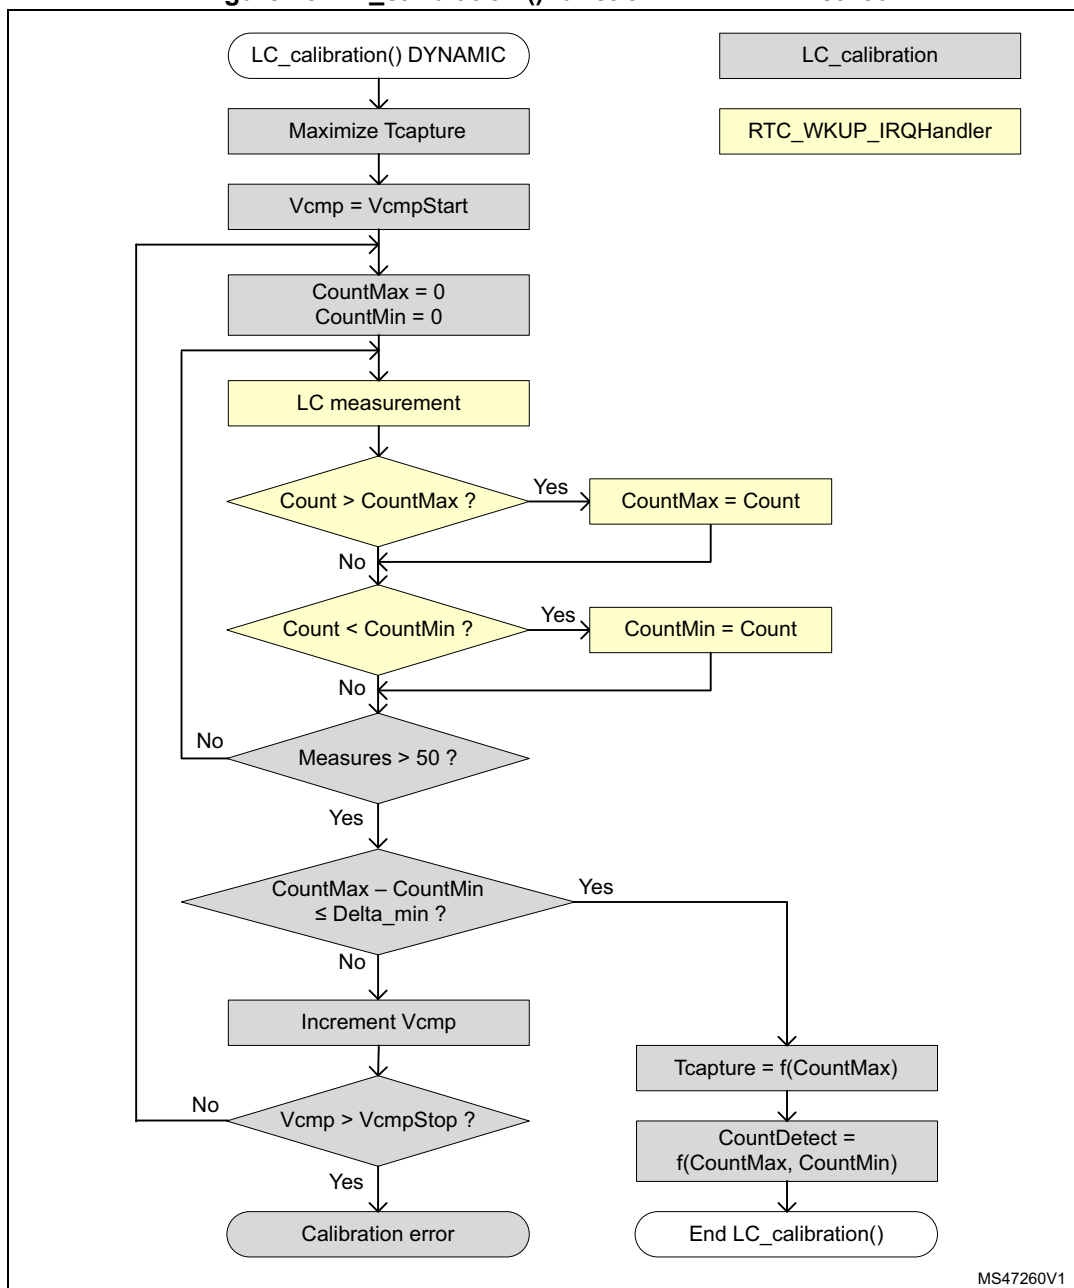 LC_calibration() DYNAMIC
LC_calibration
Maximize Tcapture
RTC_WKUP_IRQHandler
Vcmp = VcmpStart
CountMax = 0
CountMin = 0
LC measurement
Count > CountMax ?
Yes
CountMax = Count
No
Count < CountMin ?
Yes
CountMin = Count
No
Measures > 50 ?
No
Yes
CountMax – CountMin
≤ Delta_min ?
Yes
No
Increment Vcmp
Tcapture = f(CountMax)
Vcmp > VcmpStop ?
No
CountDetect =
f(CountMax, CountMin)
Yes
Calibration error
End LC_calibration()
MS47260V1